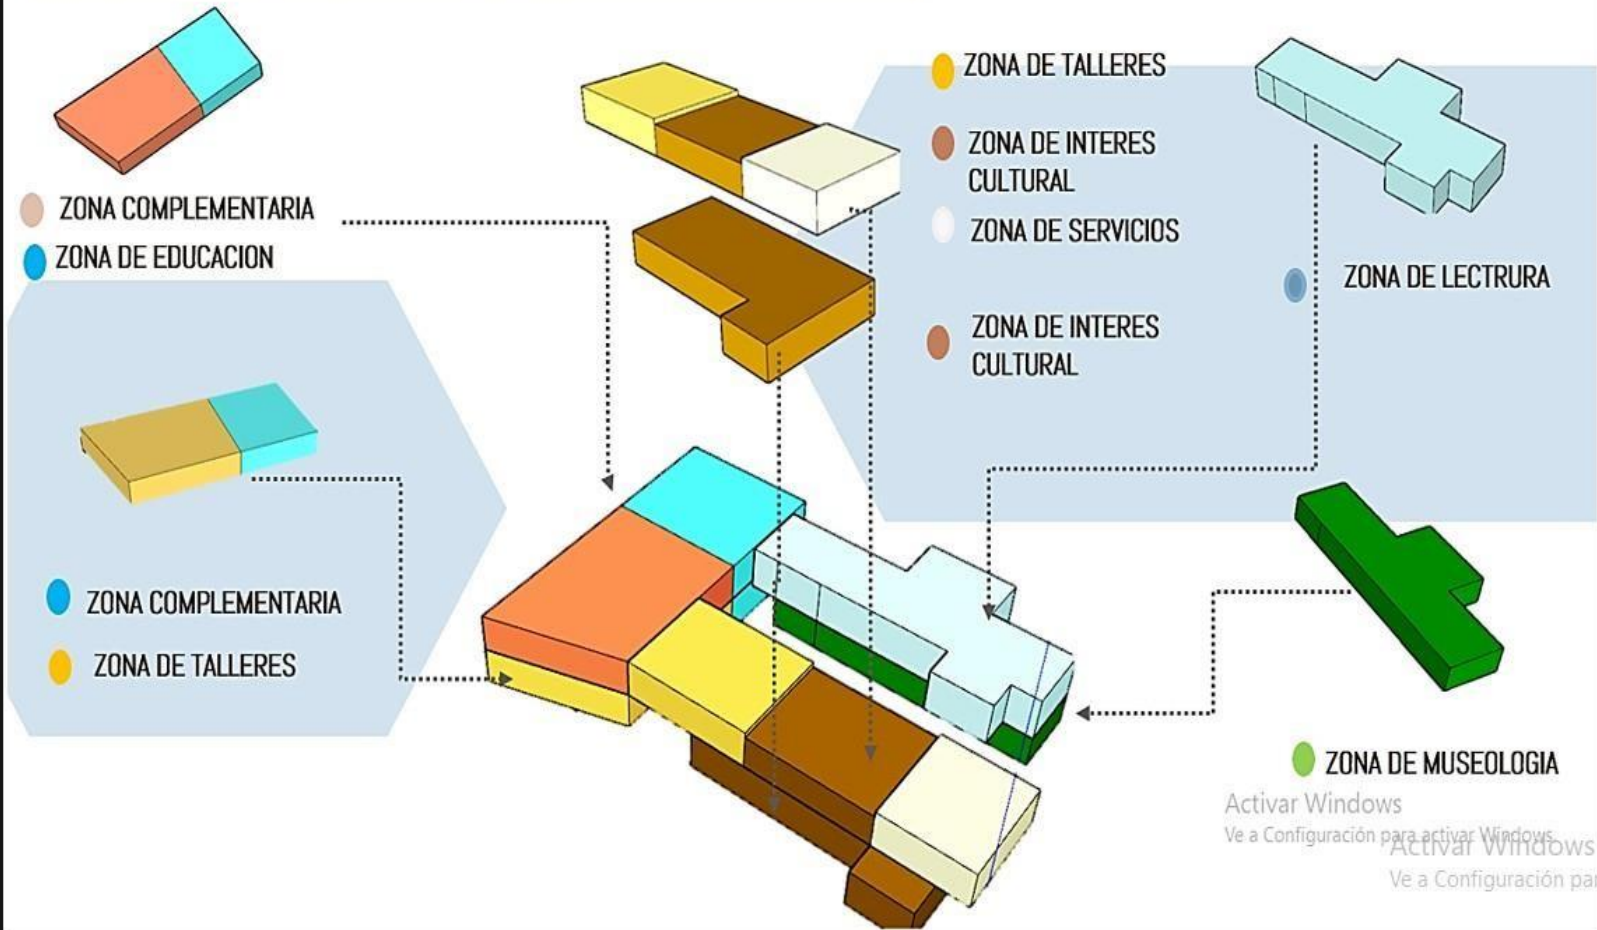 ZONA COMPLEMENTARIA
ZONA DE EDUCACION
ZONA COMPLEMENTARIA
ZONA DE TALLERES
ZONA DE TALLERES
ZONA DE INTERES
CULTURAL
ZONA DE SERVICIOS
ZONA DE INTERES
CULTURAL
ZONA DE LECTRURA
ZONA DE MUSEOLOGIA
Activar Windows
Ve a Configuración para activar Windows.
Activar Windows
Ve a Configuración par